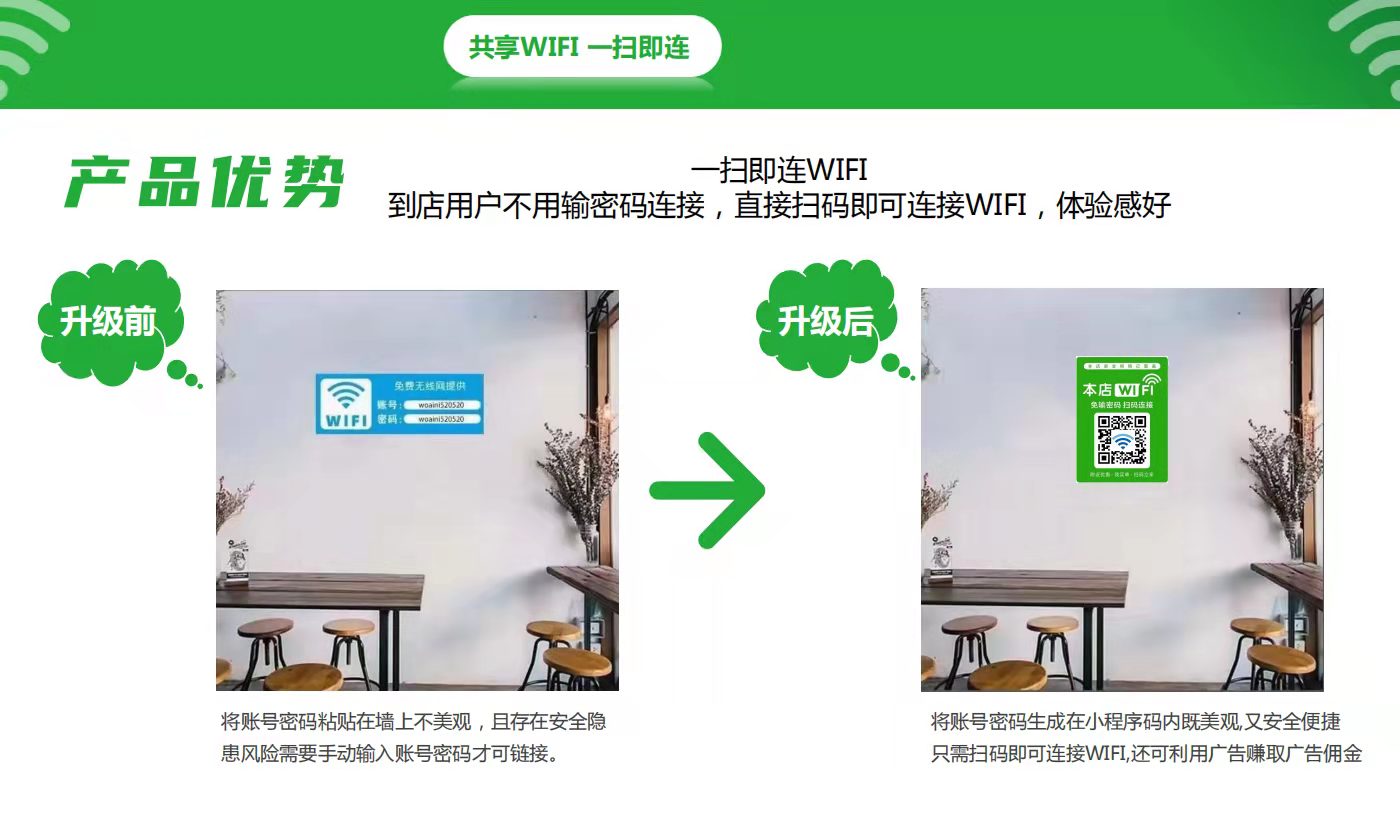 共享WIFI 一扫即连
产品优势
一扫即连WIFI
到店用户不用输密码连接，直接扫码即可连接WIFI，体验感好
升级前
升级后
免费无线网提供
账号：woaini520520
密码：woaini520520
WIFI
本店WIFI
免输密码 扫码连接
将账号密码粘贴在墙上不美观，且存在安全隐
患风险需要手动输入账号密码才可链接。
将账号密码生成在小程序码内既美观,又安全便捷
只需扫码即可连接WIFI,还可利用广告赚取广告佣金